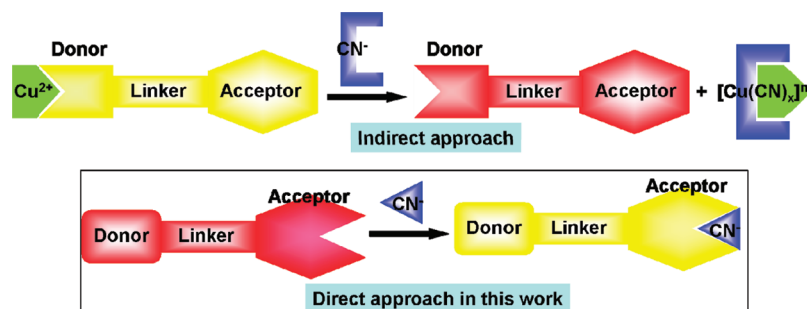 Donor
Cu²⁺
Linker
Acceptor
CN⁻
Donor
Linker
Acceptor
+
[Cu(CN)ₓ]ⁿ
Indirect approach
Donor
Linker
Acceptor
CN⁻
Donor
Linker
Acceptor
CN⁻
Direct approach in this work